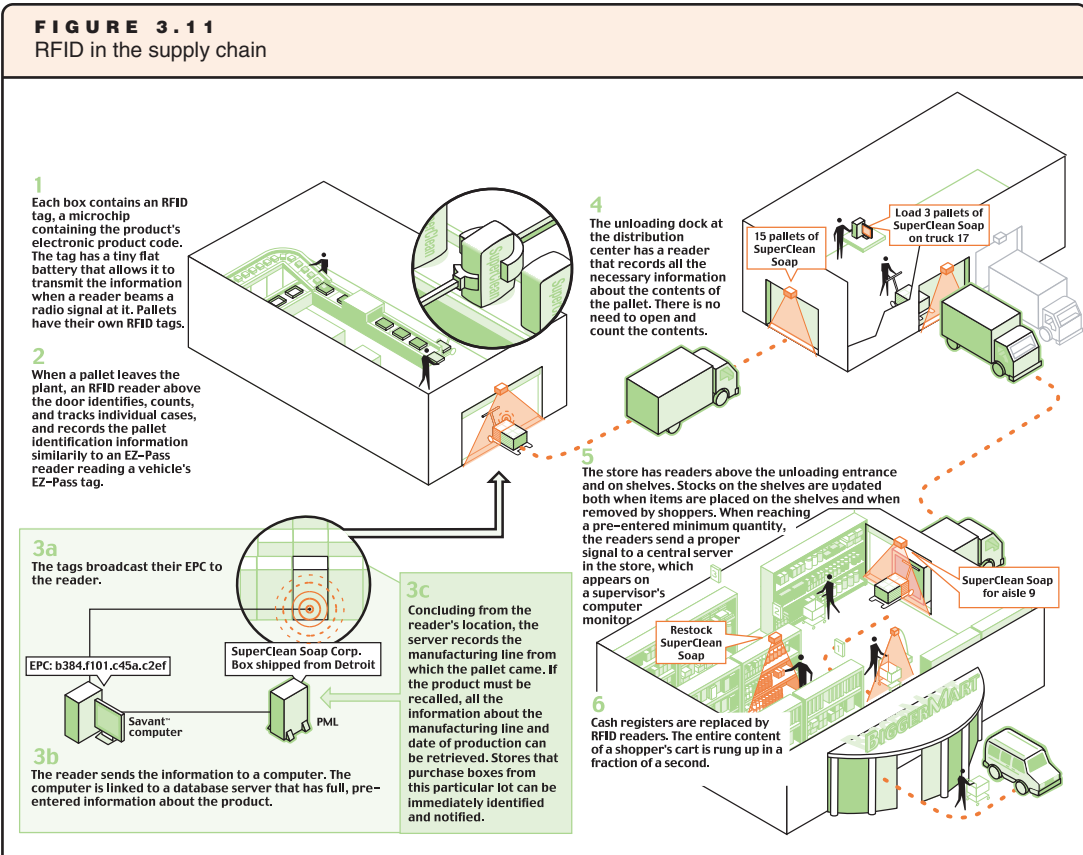 FIGURE 3.11
RFID in the supply chain
1
Each box contains an RFID
tag, a microchip
containing the product's
electronic product code.
The tag has a tiny flat
battery that allows it to
transmit the information
when a reader beams a
radio signal at it. Pallets
have their own RFID tags.
2
When a pallet leaves the
plant, an RFID reader above
the door identifies, counts,
and tracks individual cases,
and records the pallet
identification information
similarily to an EZ-Pass
reader reading a vehicle's
EZ-Pass tag.
SuperClean
SuperClean
3a
The tags broadcast their EPC to
the reader.
EPC: b384.f101.c45a.c2ef
SuperClean Soap Corp.
Box shipped from Detroit
Savant™
computer
PML
3b
The reader sends the information to a computer. The
computer is linked to a database server that has full, pre-
entered information about the product.
3c
Concluding from the
reader's location, the
server records the
manufacturing line from
which the pallet came. If
the product must be
recalled, all the
information about the
manufacturing line and
date of production can
be retrieved. Stores that
purchase boxes from
this particular lot can be
immediately identified
and notified.
4
The unloading dock at
the distribution
center has a reader
that records all the
necessary information
about the contents of
the pallet. There is no
need to open and
count the contents.
15 pallets of
SuperClean
Soap
Load 3 pallets of
SuperClean Soap
on truck 17
5
The store has readers above the unloading entrance
and on shelves. Stocks on the shelves are updated
both when items are placed on the shelves and when
removed by shoppers. When reaching
a pre-entered minimum quantity,
the readers send a proper
signal to a central server
in the store, which
appears on
a supervisor's
computer
monitor
SuperClean Soap
for aisle 9
Restock
SuperClean
Soap
6
Cash registers are replaced by
RFID readers. The entire content
of a shopper's cart is rung up in a
fraction of a second.
BIGGERMART